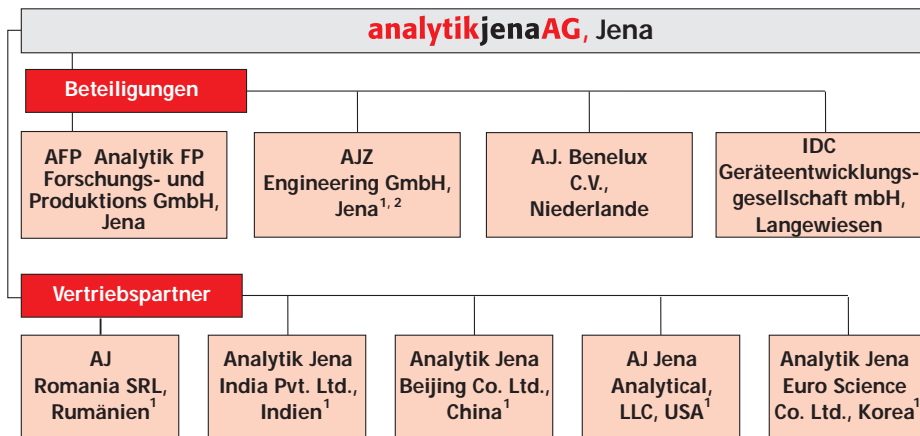 analytikjenaAG, Jena
Beteiligungen
AFP Analytik FP
Forschungs- und
Produktions GmbH,
Jena
AJZ
Engineering GmbH,
Jena1, 2
A.J. Benelux
C.V.,
Niederlande
IDC
Geräteentwicklungs-
gesellschaft mbH,
Langewiesen
Vertriebspartner
AJ
Romania SRL,
Rumänien1
Analytik Jena
India Pvt. Ltd.,
Indien1
Analytik Jena
Beijing Co. Ltd.,
China1
AJ Jena
Analytical,
LLC, USA1
Analytik Jena
Euro Science
Co. Ltd., Korea1